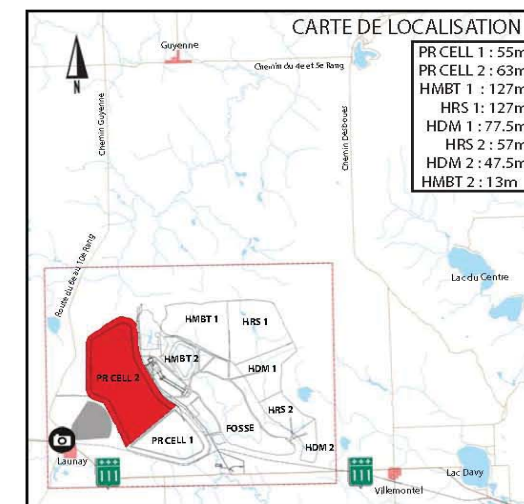 CARTE DE LOCALISATION
PR CELL 1 : 55m
PR CELL 2 : 63m
HMBT 1 : 127m
HRS 1: 127m
HDM 1 : 77.5m
HRS 2 : 57m
HDM 2 : 47.5m
HMBT 2 : 13m
Guyenne
Chemin du 4e et 5e Rang
N
Chemin Guyenne
Chemin Desboues
Route du 6e au 10e Rang
Lac du Centre
HMBT 1
HRS 1
HMBT 2
HDM 1
PR CELL 2
HRS 2
FOSSE
PR CELL 1
HDM 2
Launay
111
111
Villemontel
Lac Davy